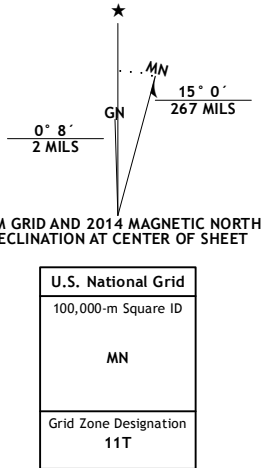 MN
GN
15° 0´
267 MILS
0° 8´
2 MILS
M GRID AND 2014 MAGNETIC NORTH
ECLINATION AT CENTER OF SHEET
U.S. National Grid
100,000-m Square ID
MN
Grid Zone Designation
11T